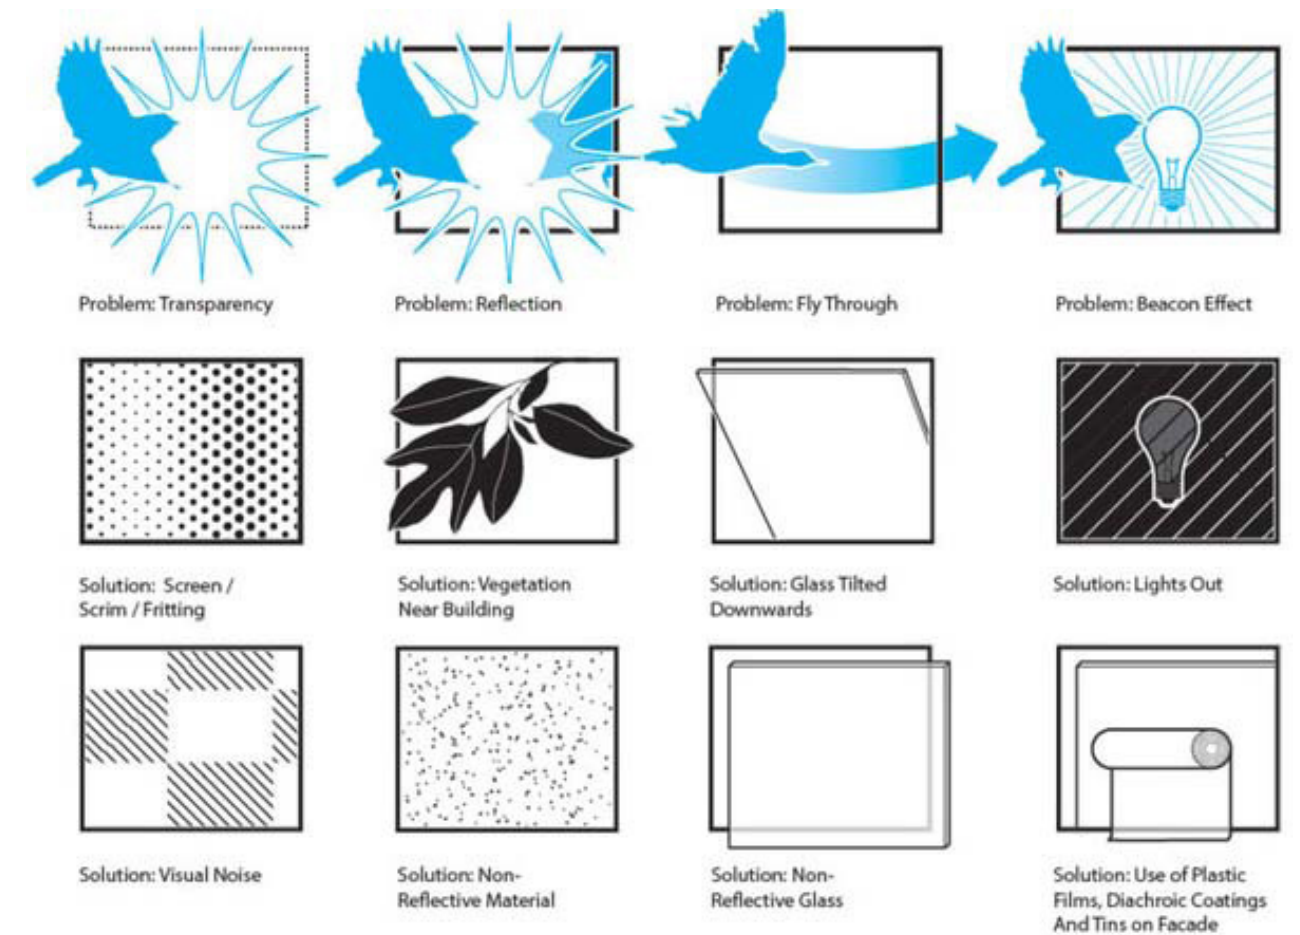 Problem: Transparency
Problem: Reflection
Problem: Fly Through
Problem: Beacon Effect
Solution: Screen /
Scrim / Fritting
Solution: Vegetation
Near Building
Solution: Glass Tilted
Downwards
Solution: Lights Out
Solution: Visual Noise
Solution: Non-
Reflective Material
Solution: Non-
Reflective Glass
Solution: Use of Plastic
Films, Diachroic Coatings
And Tins on Facade